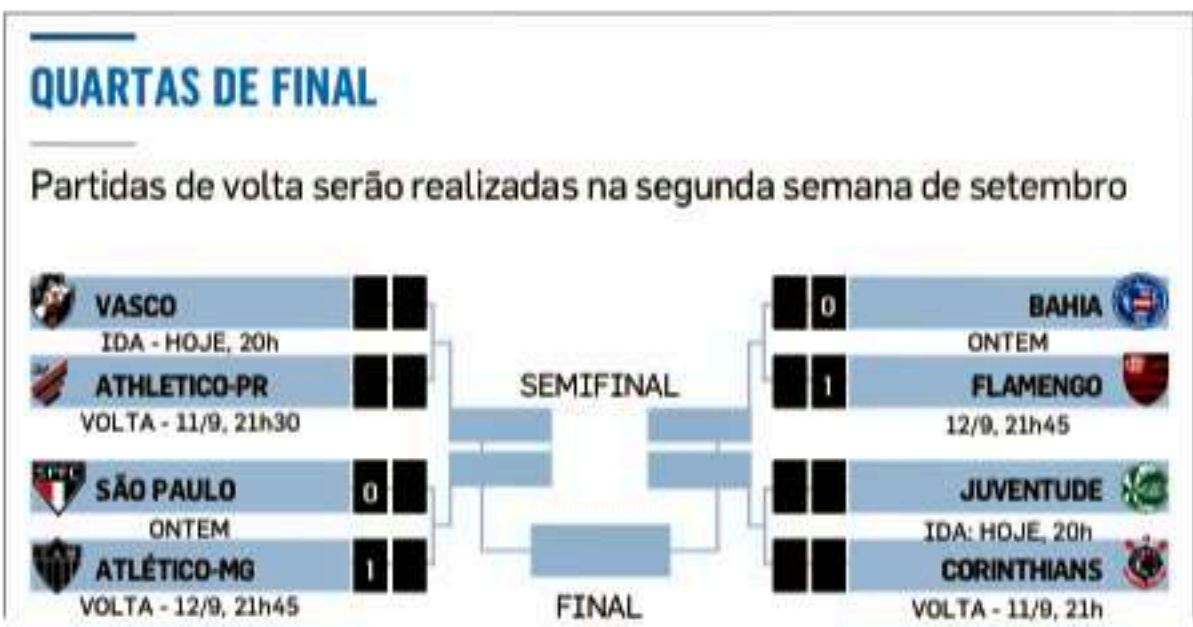 QUARTAS DE FINAL
Partidas de volta serão realizadas na segunda semana de setembro
VASCO
IDA - HOJE, 20h
ATHLETICO-PR
VOLTA - 11/9, 21h30
SÃO PAULO 0
ONTEM
ATLÉTICO-MG 1
VOLTA - 12/9, 21h45
SEMIFINAL
FINAL
0 BAHIA
ONTEM
1 FLAMENGO
12/9, 21h45
JUVENTUDE
IDA: HOJE, 20h
CORINTHIANS
VOLTA - 11/9, 21h